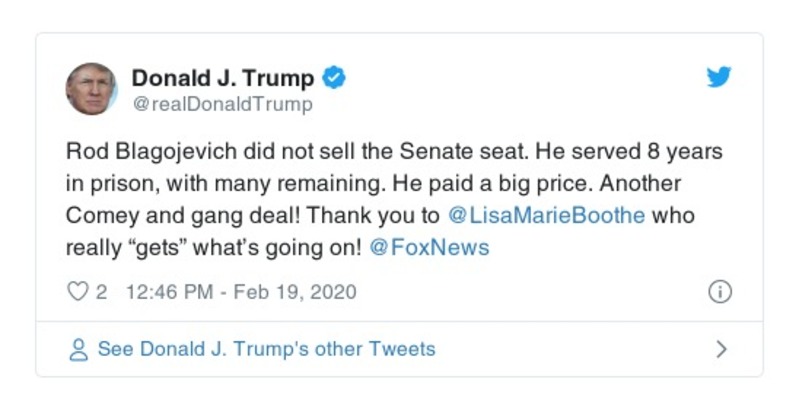 Donald J. Trump
@realDonaldTrump
Rod Blagojevich did not sell the Senate seat. He served 8 years
in prison, with many remaining. He paid a big price. Another
Comey and gang deal! Thank you to @LisaMarieBoothe who
really “gets” what’s going on! @FoxNews
2 12:46 PM - Feb 19, 2020
See Donald J. Trump's other Tweets